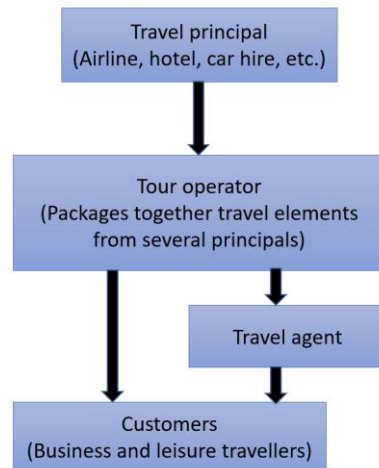 Travel principal
(Airline, hotel, car hire, etc.)
Tour operator
(Packages together travel elements
from several principals)
Travel agent
Customers
(Business and leisure travellers)